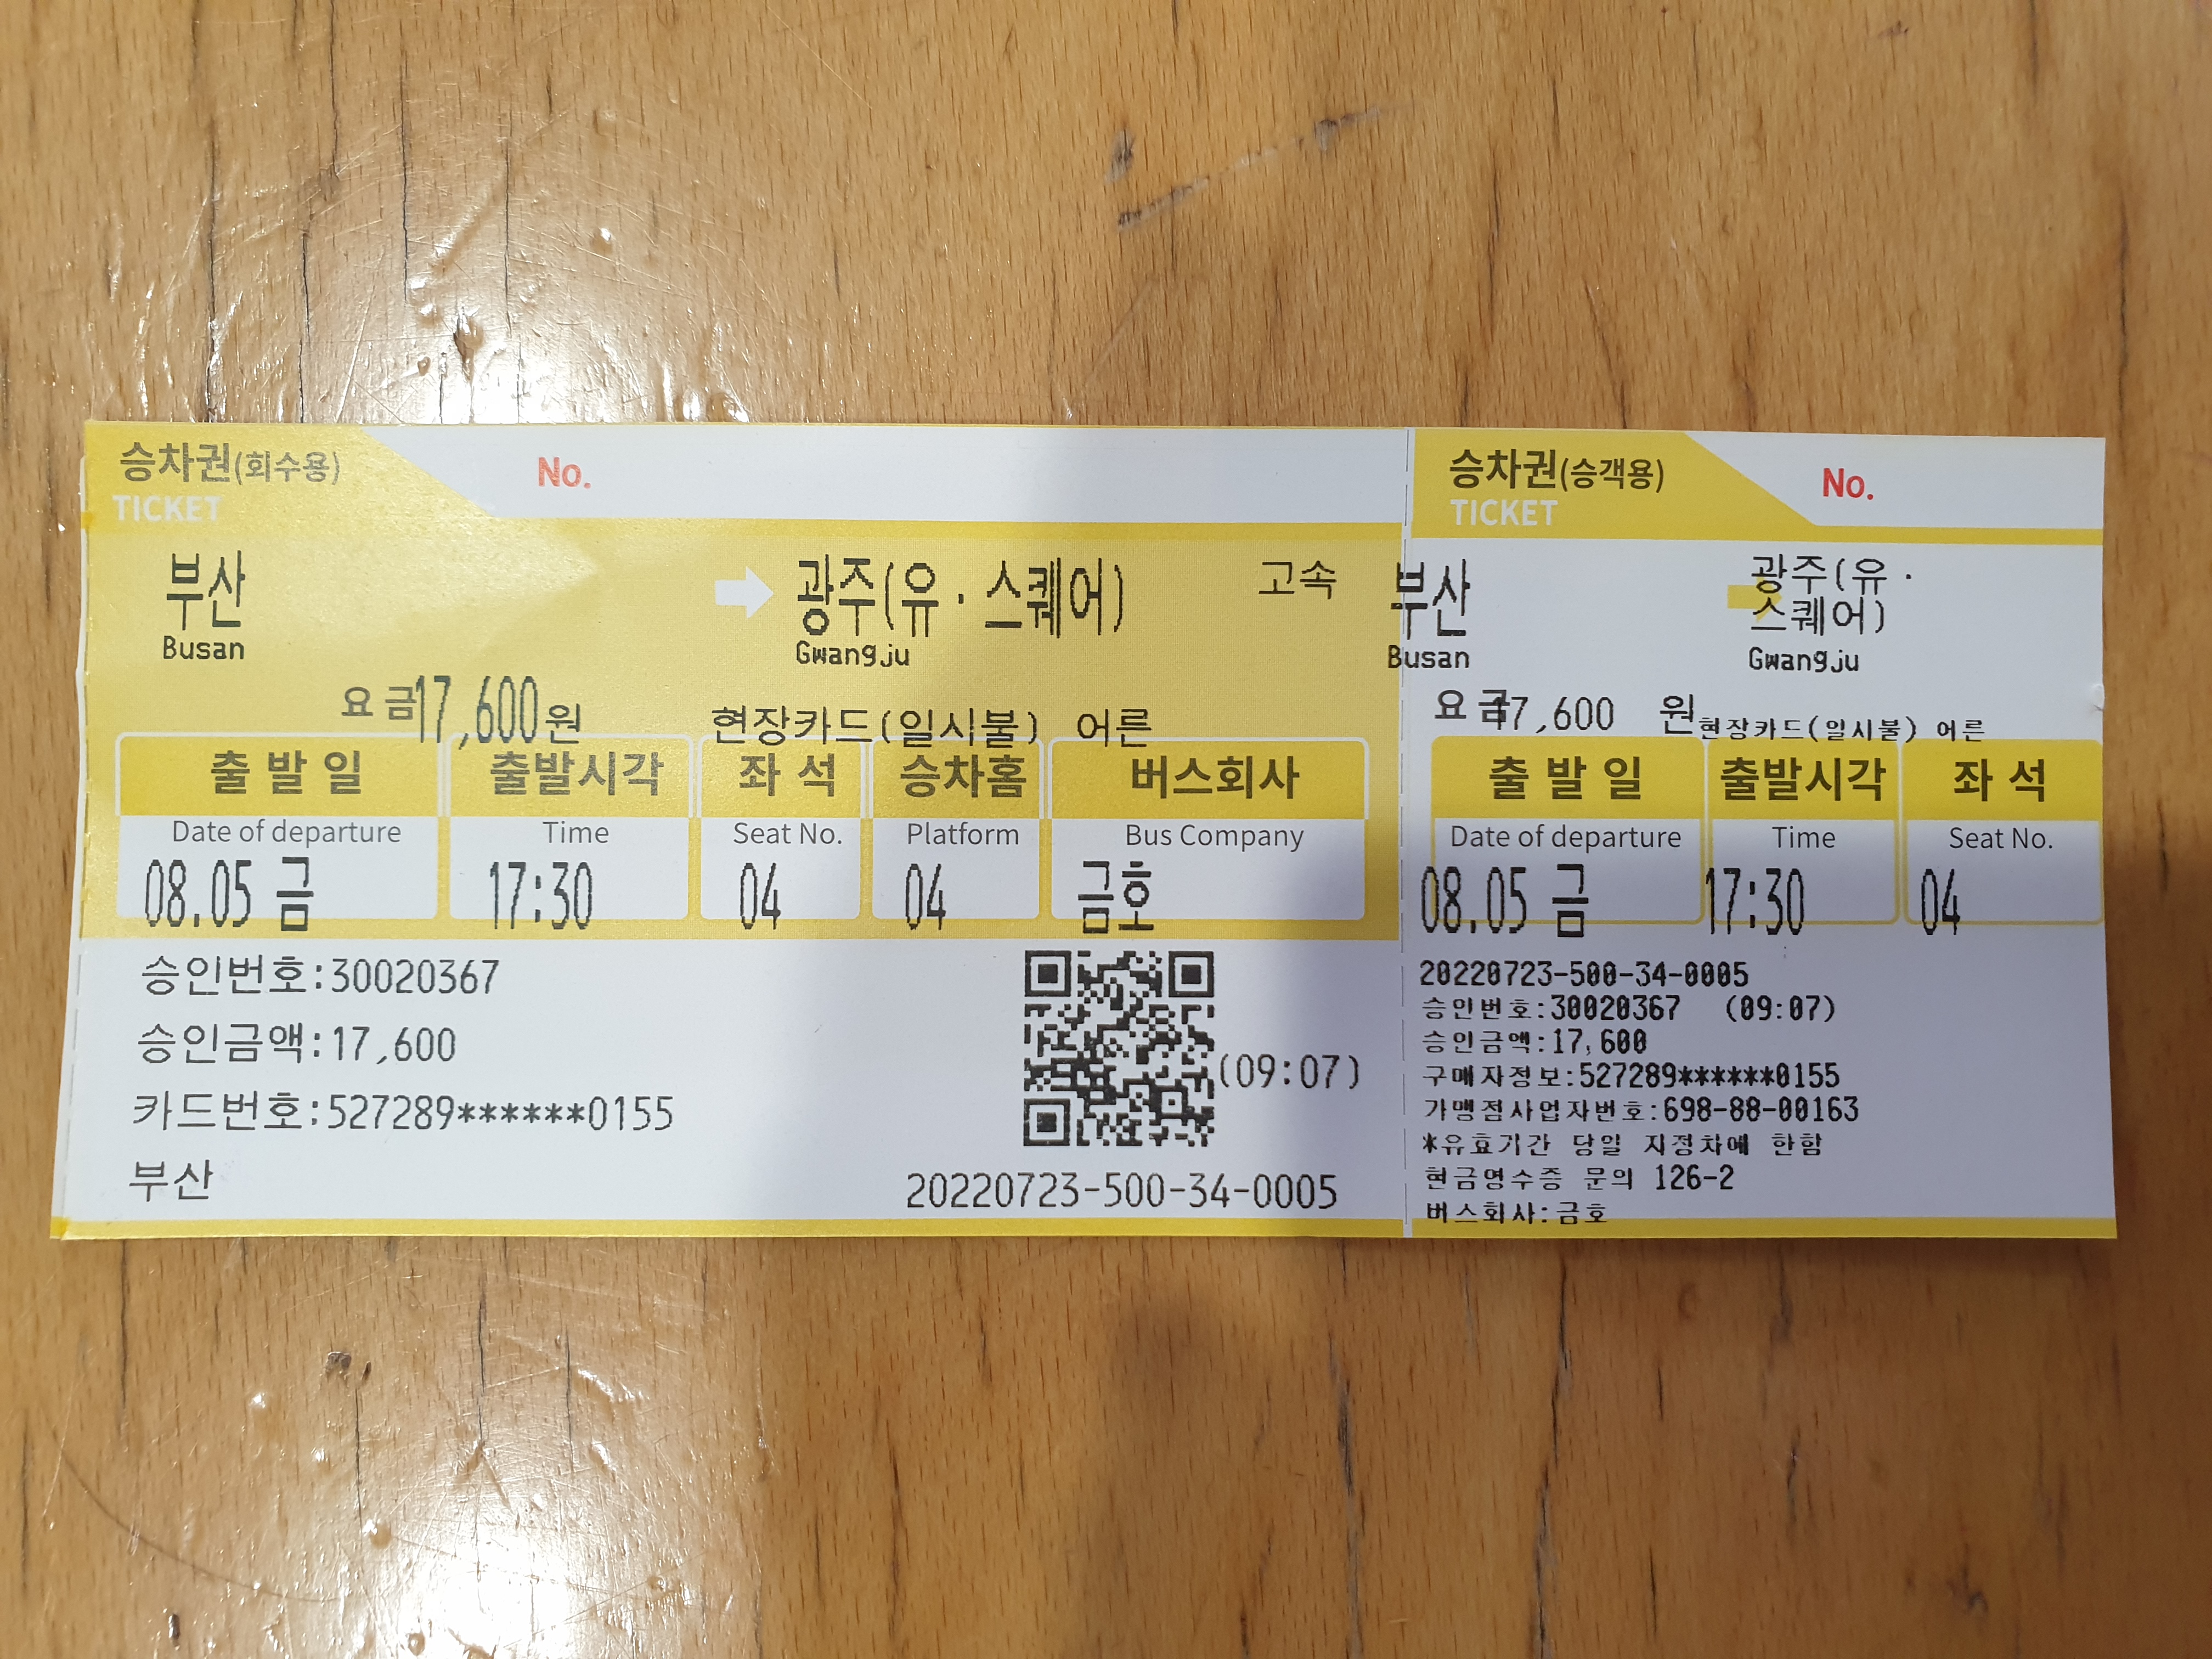 승차권(회수용)
TICKET
No.
부산
Busan
광주(유·스퀘어)
Gwangju
고속
요 금 17,600원 현장카드(일시불) 어른
출 발 일 출발시각 좌 석 승차홈 버스회사
Date of departure Time Seat No. Platform Bus Company
08.05 금 17:30 04 04 금호
승인번호:30020367
승인금액:17,600
(09:07)
카드번호:527289******0155
부산
20220723-500-34-0005
승차권(승객용)
TICKET
No.
부산
Busan
광주(유·
스퀘어)
Gwangju
요 금 17,600 원 현장카드(일시불) 어른
출 발 일 출발시각 좌 석
Date of departure Time Seat No.
08.05 금 17:30 04
20220723-500-34-0005
승인번호:30020367 (09:07)
승인금액:17,600
구매자정보:527289******0155
가맹점사업자번호:698-88-00163
*유효기간 당일 지정차에 한함
현금영수증 문의 126-2
버스회사:금호